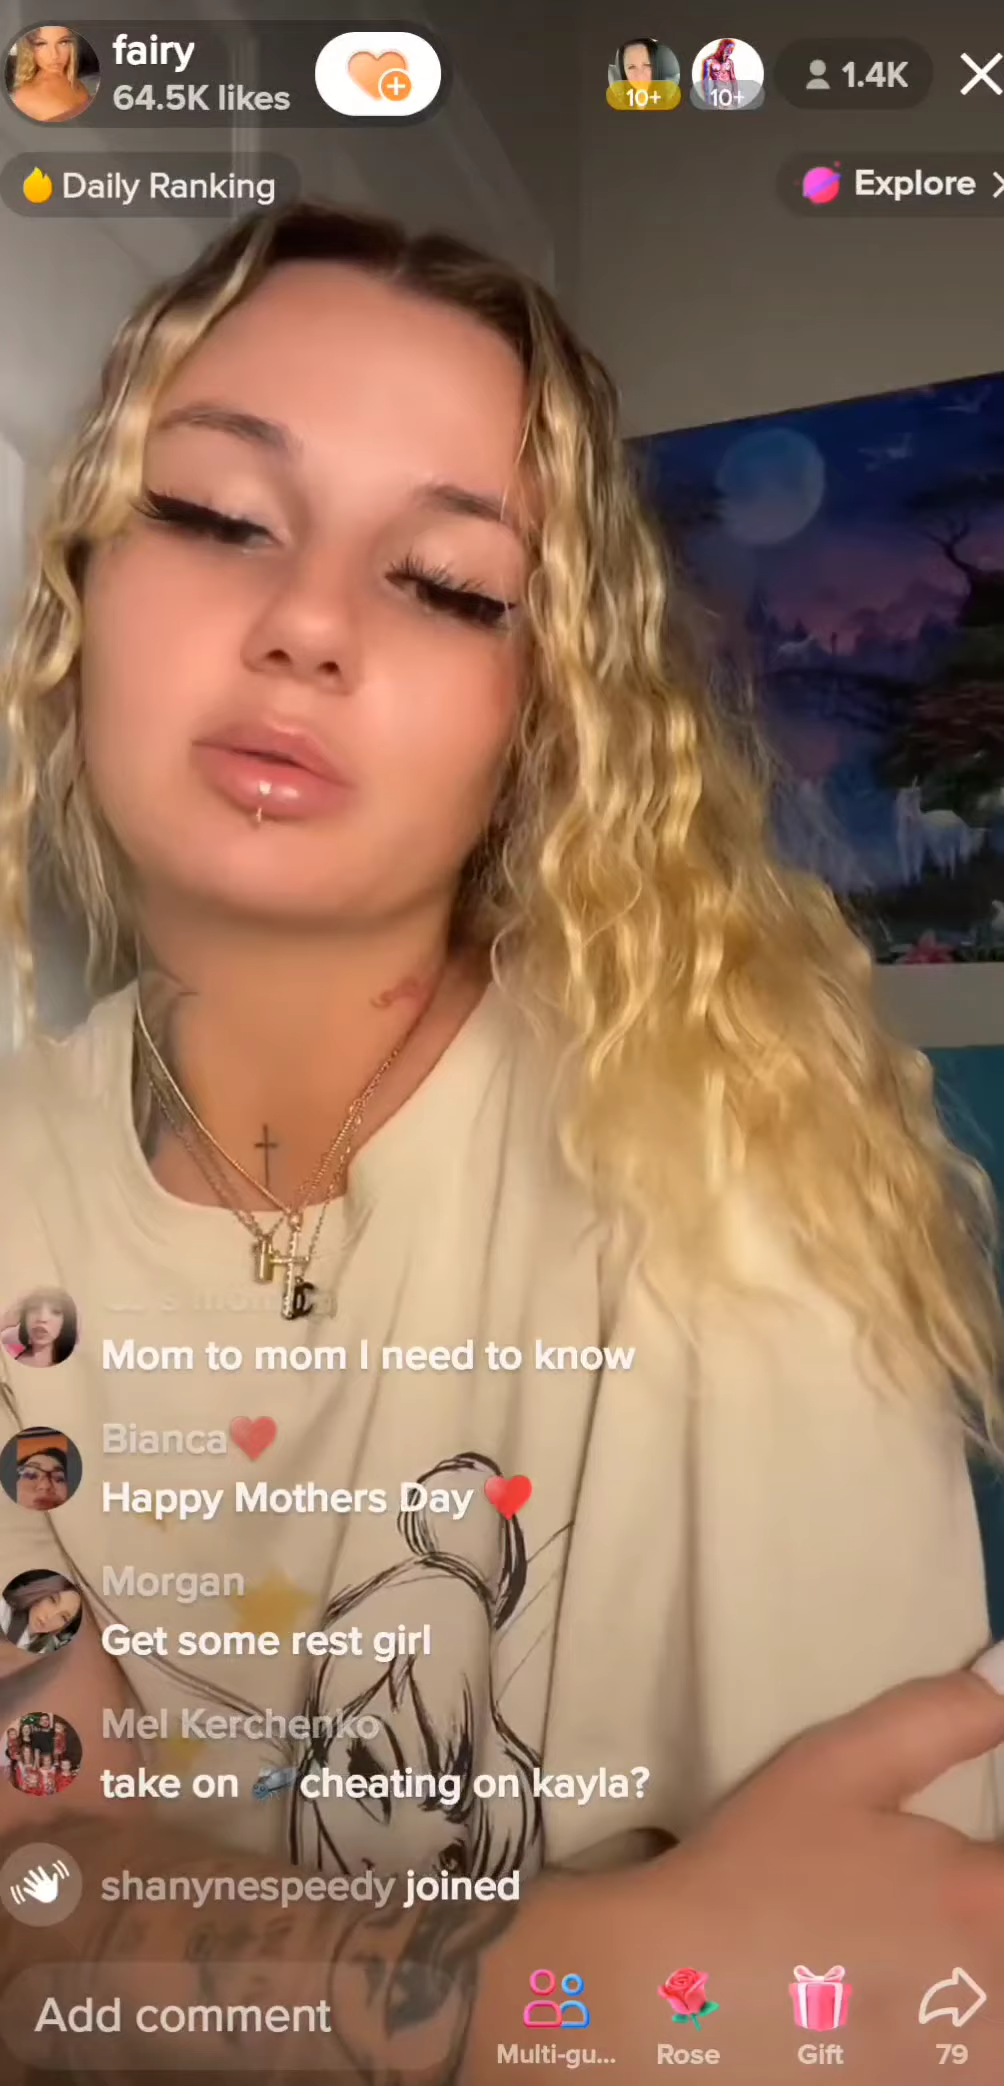 fairy
64.5K likes
10+
10+
1.4K
Daily Ranking
Explore
Mom to mom I need to know
Bianca❤️
Happy Mothers Day ❤️
Morgan
Get some rest girl
Mel Kerchenko
take on cheating on kayla?
shanynespeedy joined
Add comment
Multi-gu...
Rose
Gift
79